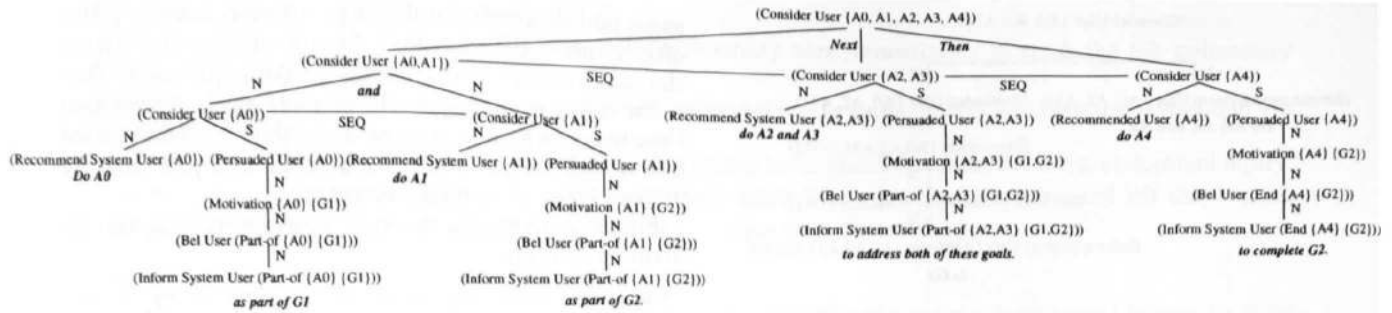 (Consider User {A0, A1, A2, A3, A4})
Next Then
(Consider User {A0,A1}) SEQ (Consider User {A2, A3}) SEQ (Consider User {A4})
N and N N S N S
(Consider User {A0}) SEQ (Consider User {A1}) (Recommend System User {A2,A3}) (Persuaded User {A2,A3}) (Recommended User {A4}) (Persuaded User {A4})
do A2 and A3 N do A4 N
N S N S (Motivation {A2,A3} {G1,G2}) (Motivation {A4} {G2})
(Recommend System User {A0}) (Persuaded User {A0}) (Recommend System User {A1}) (Persuaded User {A1}) N N
Do A0 N do A1 N (Bel User (Part-of {A2,A3} {G1,G2})) (Bel User (End {A4} {G2}))
(Motivation {A0} {G1}) (Motivation {A1} {G2}) N N
N N (Inform System User (Part-of {A2,A3} {G1,G2})) (Inform System User (End {A4} {G2}))
(Bel User (Part-of {A0} {G1})) (Bel User (Part-of {A1} {G2})) to address both of these goals. to complete G2.
N N
(Inform System User (Part-of {A0} {G1})) (Inform System User (Part-of {A1} {G2}))
as part of G1 as part of G2.